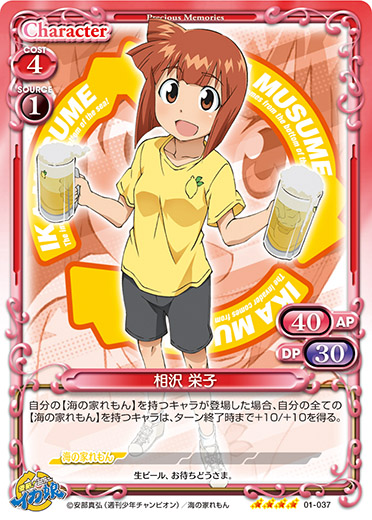 Precious Memories
Character
COST
4
SOURCE
1
IKA MUSUME
MUSUME
The invader comes from
IKA MU
40 AP
DP 30
相沢 栄子
自分の【海の家れもん】を持つキャラが登場した場合、自分の全ての
【海の家れもん】を持つキャラは、ターン終了時まで+10/+10を得る。
海の家れもん
生ビール、お待ちどうさま。
©安部真弘(週刊少年チャンピオン)/海の家れもん
01-037